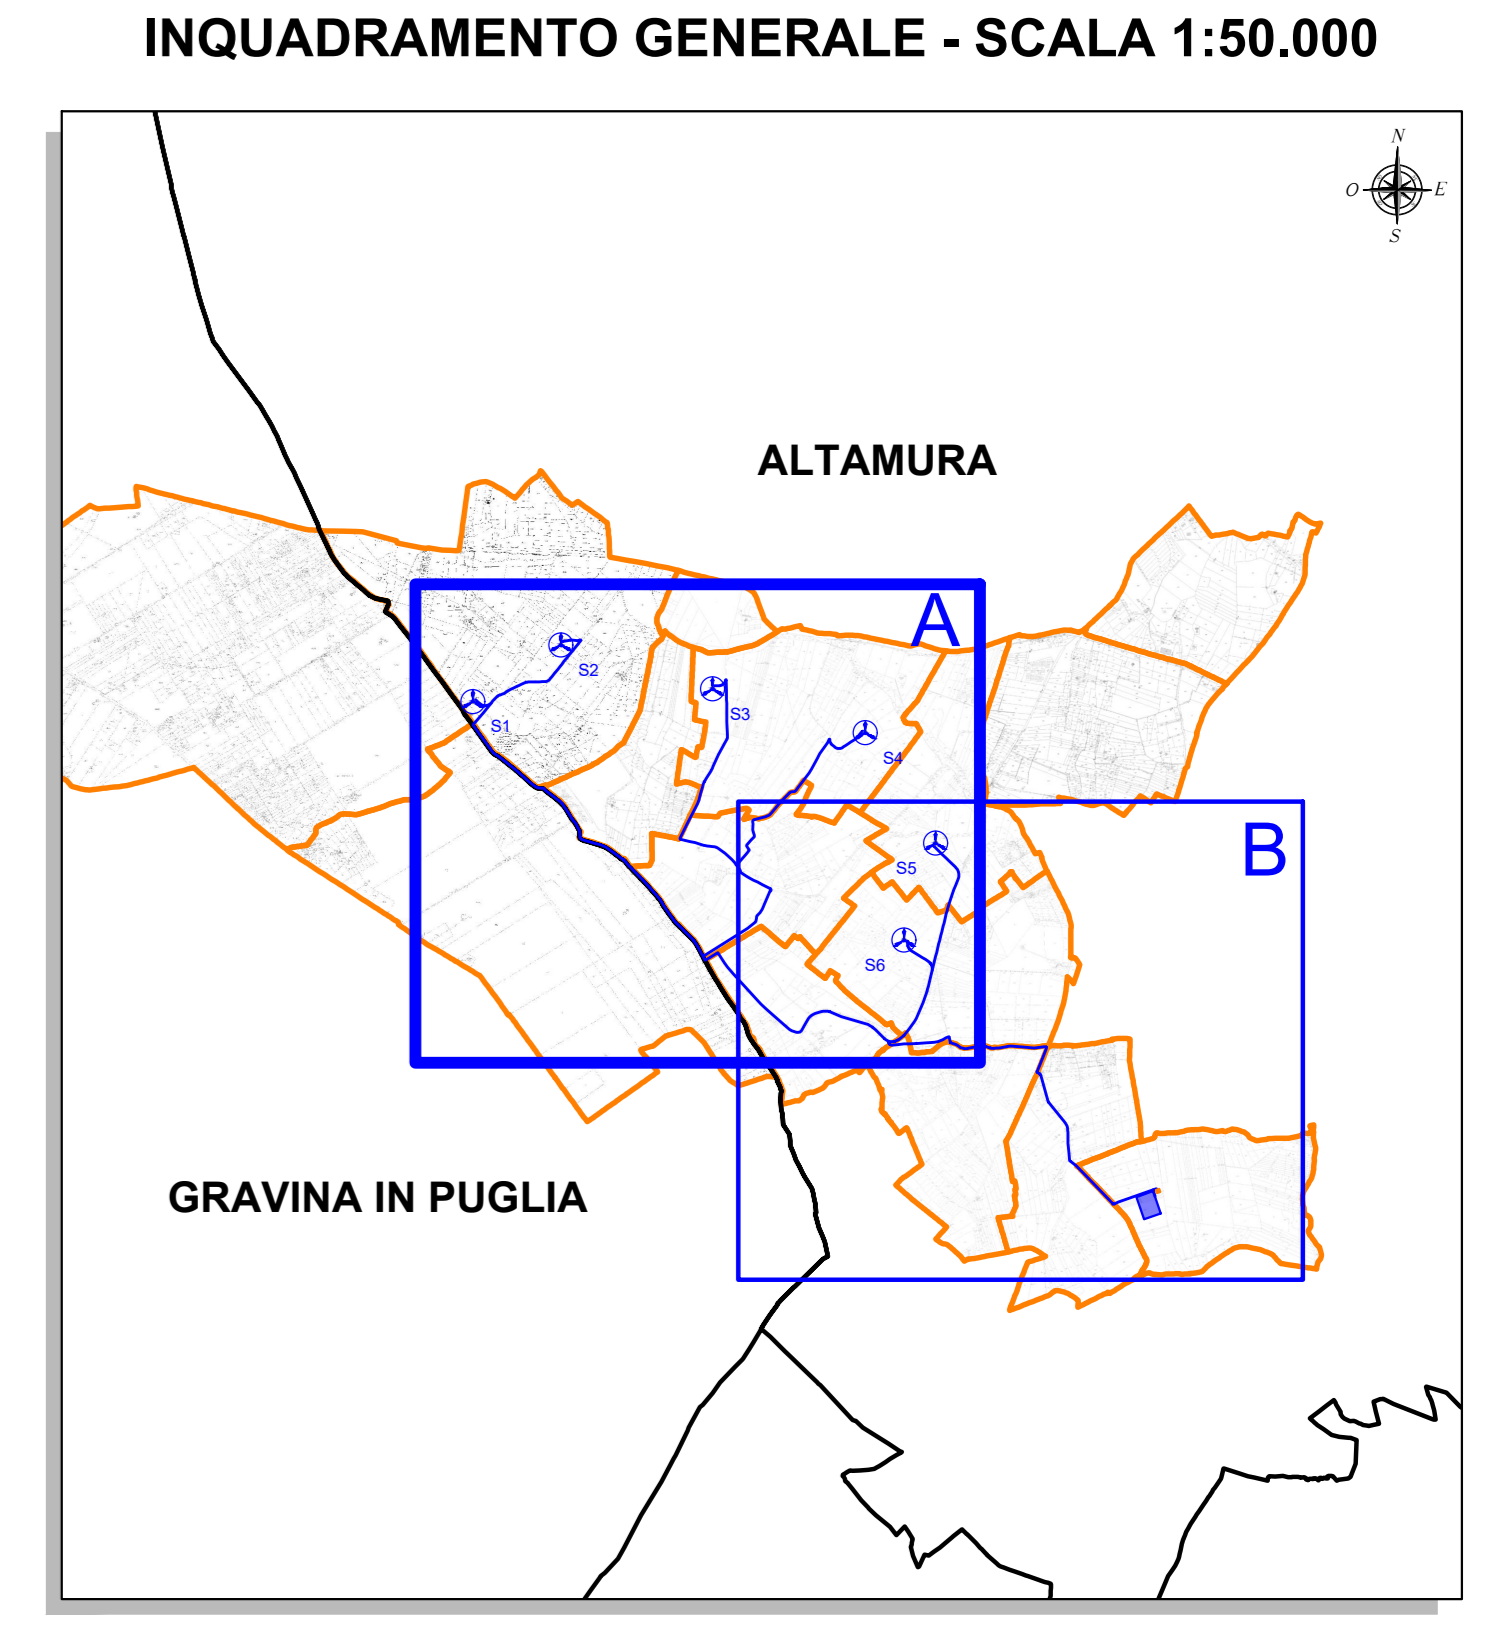 INQUADRAMENTO GENERALE - SCALA 1:50.000
N
O
E
S
ALTAMURA
A
S2
S1
S3
S4
B
S5
S6
GRAVINA IN PUGLIA